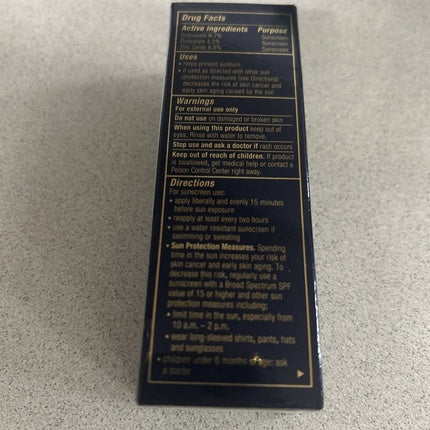 Drug Facts
Active Ingredients Purpose
Octinoxate 6.7% Sunscreen
Octisalate 4.5% Sunscreen
Zinc Oxide 6.8% Sunscreen
Uses
• helps prevent sunburn
• if used as directed with other sun
protection measures (see Directions)
decreases the risk of skin cancer and
early skin aging caused by the sun
Warnings
For external use only
Do not use on damaged or broken skin
When using this product keep out of
eyes. Rinse with water to remove.
Stop use and ask a doctor if rash occurs
Keep out of reach of children. If product
is swallowed, get medical help or contact a
Poison Control Center right away.
Directions
For sunscreen use:
• apply liberally and evenly 15 minutes
before sun exposure
• reapply at least every two hours
• use a water resistant sunscreen if
swimming or sweating
• Sun Protection Measures. Spending
time in the sun increases your risk of
skin cancer and early skin aging. To
decrease this risk, regularly use a
sunscreen with a Broad Spectrum SPF
value of 15 or higher and other sun
protection measures including:
• limit time in the sun, especially from
10 a.m. – 2 p.m.
• wear long-sleeved shirts, pants, hats
and sunglasses
• children under 6 months of age: ask
a doctor